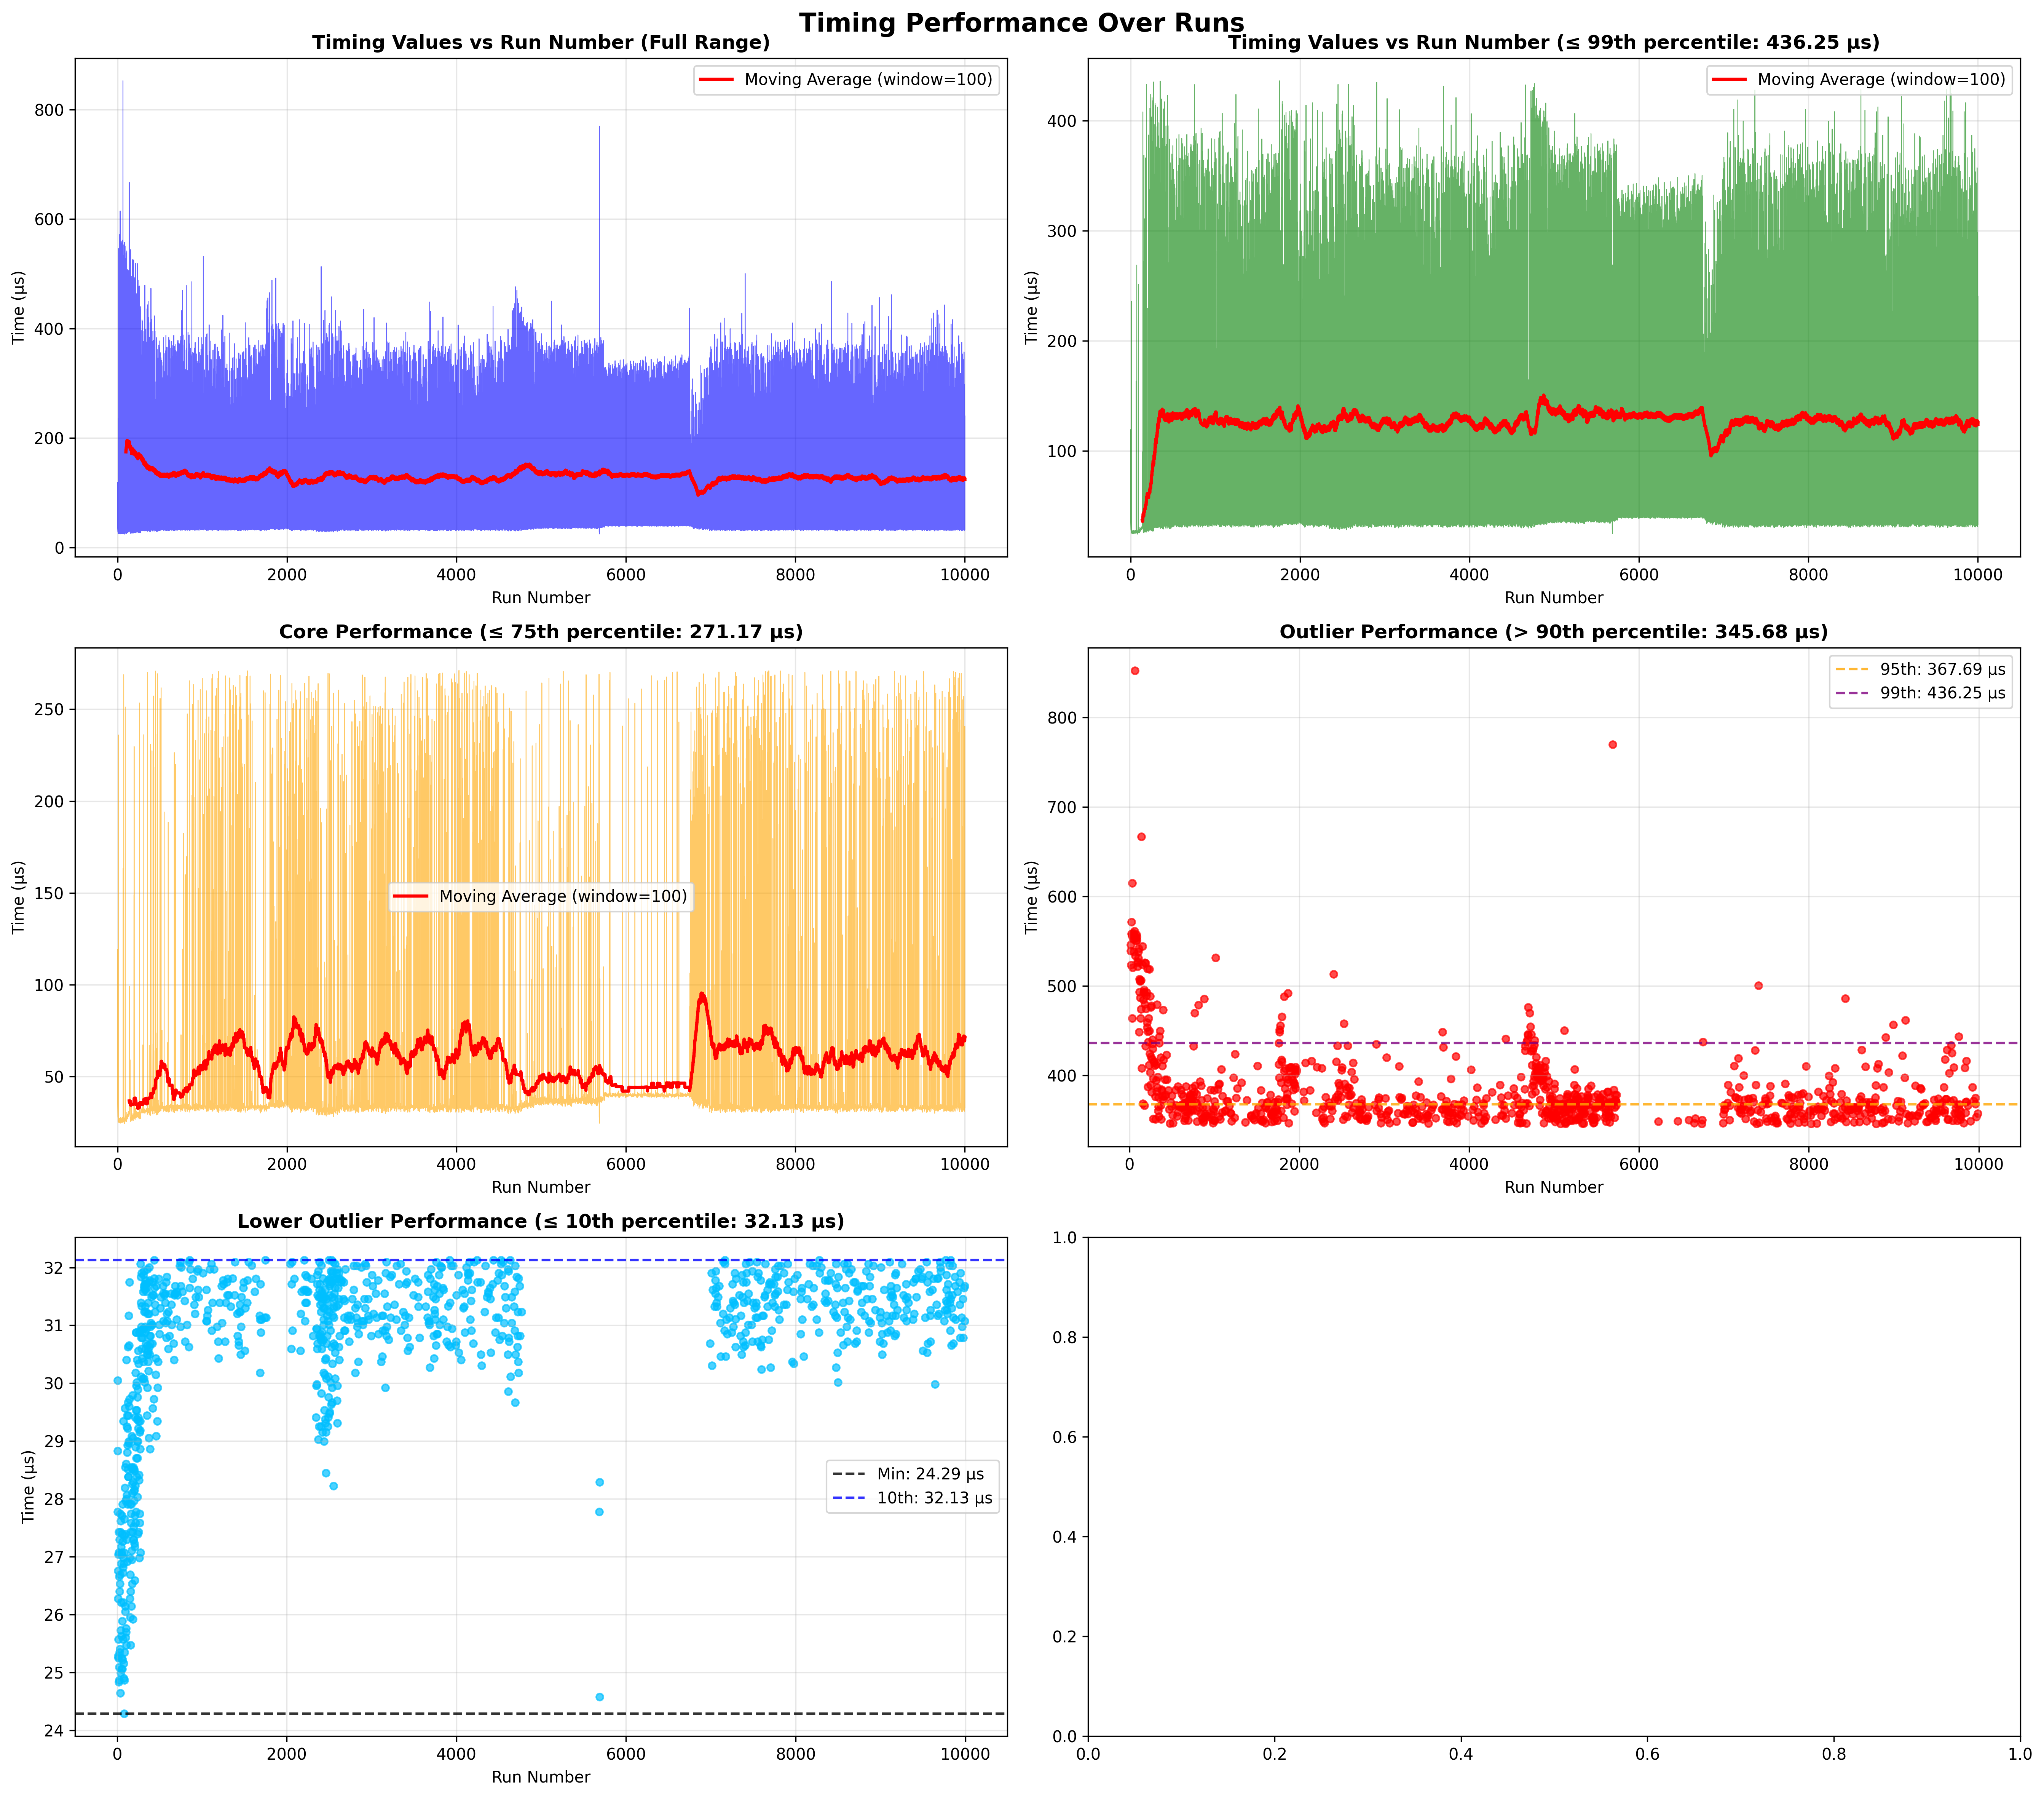 Timing Performance Over Runs
Timing Values vs Run Number (Full Range)
Time (µs)
800
600
400
200
0
Moving Average (window=100)
0 2000 4000 6000 8000 10000
Run Number
Timing Values vs Run Number (≤ 99th percentile: 436.25 µs)
Time (µs)
400
300
200
100
Moving Average (window=100)
0 2000 4000 6000 8000 10000
Run Number
Core Performance (≤ 75th percentile: 271.17 µs)
Time (µs)
250
200
150
100
50
Moving Average (window=100)
0 2000 4000 6000 8000 10000
Run Number
Outlier Performance (> 90th percentile: 345.68 µs)
Time (µs)
800
700
600
500
400
95th: 367.69 µs
99th: 436.25 µs
0 2000 4000 6000 8000 10000
Run Number
Lower Outlier Performance (≤ 10th percentile: 32.13 µs)
Time (µs)
32
31
30
29
28
27
26
25
24
Min: 24.29 µs
10th: 32.13 µs
0 2000 4000 6000 8000 10000
Run Number
1.0
0.8
0.6
0.4
0.2
0.0
0.0 0.2 0.4 0.6 0.8 1.0